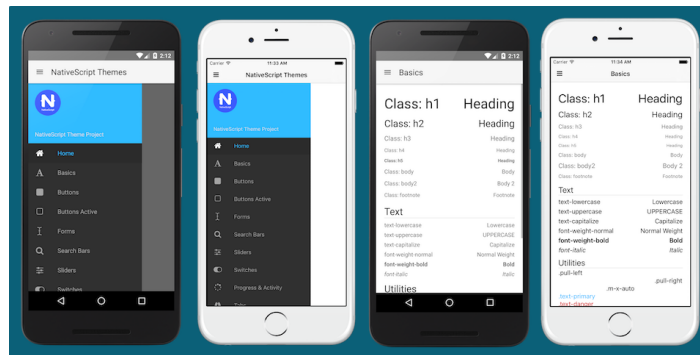 2:12
NativeScript Themes
N
NativeScript Theme Project
Home
Basics
Buttons
Buttons Active
Forms
Search Bars
Sliders
Switches
Carrier 11:33 AM
NativeScript Themes
N
NativeScript Theme Project
Home
Basics
Buttons
Buttons Active
Forms
Search Bars
Sliders
Switches
Progress & Activity
Tabs
2:12
Basics
Class: h1 Heading
Class: h2 Heading
Class: h3 Heading
Class: h4 Heading
Class: h5 Heading
Class: body Body
Class: body2 Body 2
Class: footnote Footnote
Text
text-lowercase Lowercase
text-uppercase UPPERCASE
text-capitalize Capitalize
font-weight-normal Normal Weight
font-weight-bold Bold
font-italic Italic
Utilities
Carrier 11:34 AM
Basics
Class: h1 Heading
Class: h2 Heading
Class: h3 Heading
Class: h4 Heading
Class: h5 Heading
Class: body Body
Class: body2 Body 2
Class: footnote Footnote
Text
text-lowercase Lowercase
text-uppercase UPPERCASE
text-capitalize Capitalize
font-weight-normal Normal Weight
font-weight-bold Bold
font-italic Italic
Utilities
.pull-left
.pull-right
.m-x-auto
.text-primary
.text-danger